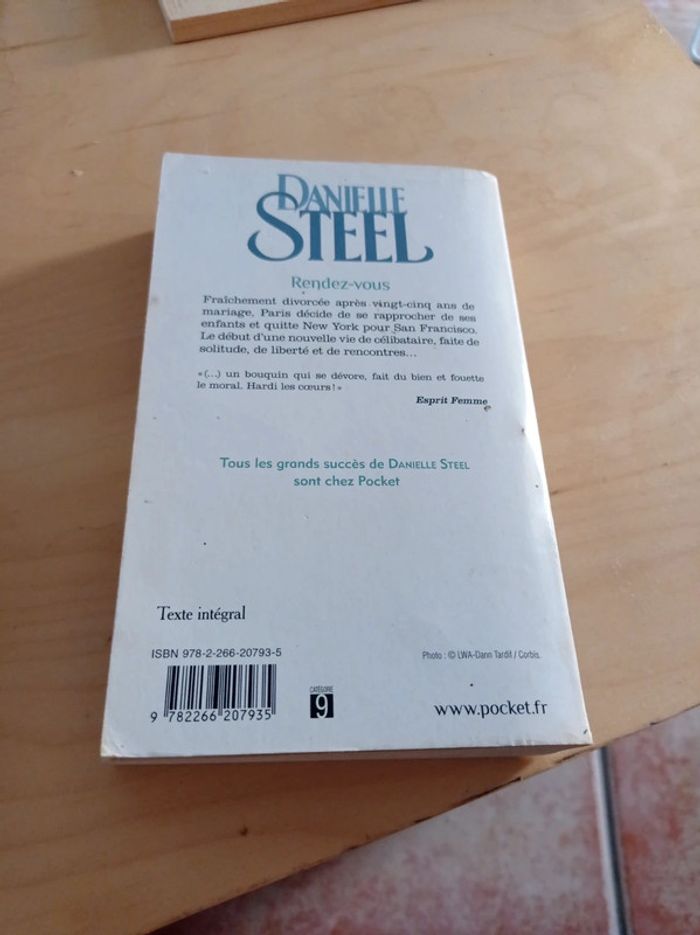 DANIELLE
STEEL
Rendez-vous
Fraîchement divorcée après vingt-cinq ans de
mariage, Paris décide de se rapprocher de ses
enfants et quitte New York pour San Francisco.
Le début d'une nouvelle vie de célibataire, faite de
solitude, de liberté et de rencontres...
« (...) un bouquin qui se dévore, fait du bien et fouette
le moral. Hardi les cœurs ! »
Esprit Femme
Tous les grands succès de DANIELLE STEEL
sont chez Pocket
Texte intégral
ISBN 978-2-266-20793-5
Photo : © LWA-Dann Tardif / Corbis.
9 782266 207935
CATÉGORIE
9
www.pocket.fr